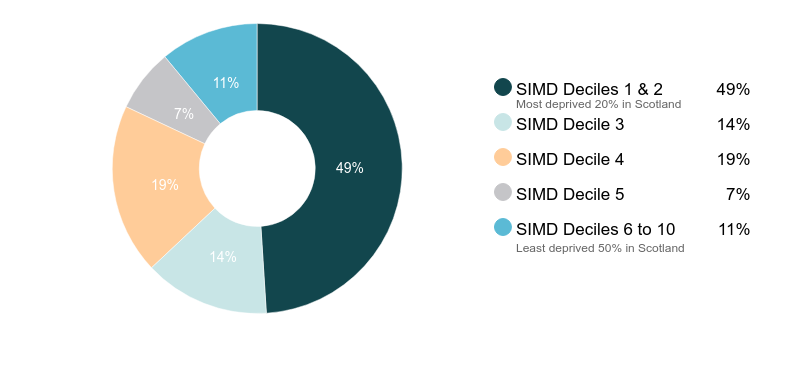 11%
7%
49%
19%
14%
SIMD Deciles 1 & 2 49%
Most deprived 20% in Scotland
SIMD Decile 3 14%
SIMD Decile 4 19%
SIMD Decile 5 7%
SIMD Deciles 6 to 10 11%
Least deprived 50% in Scotland